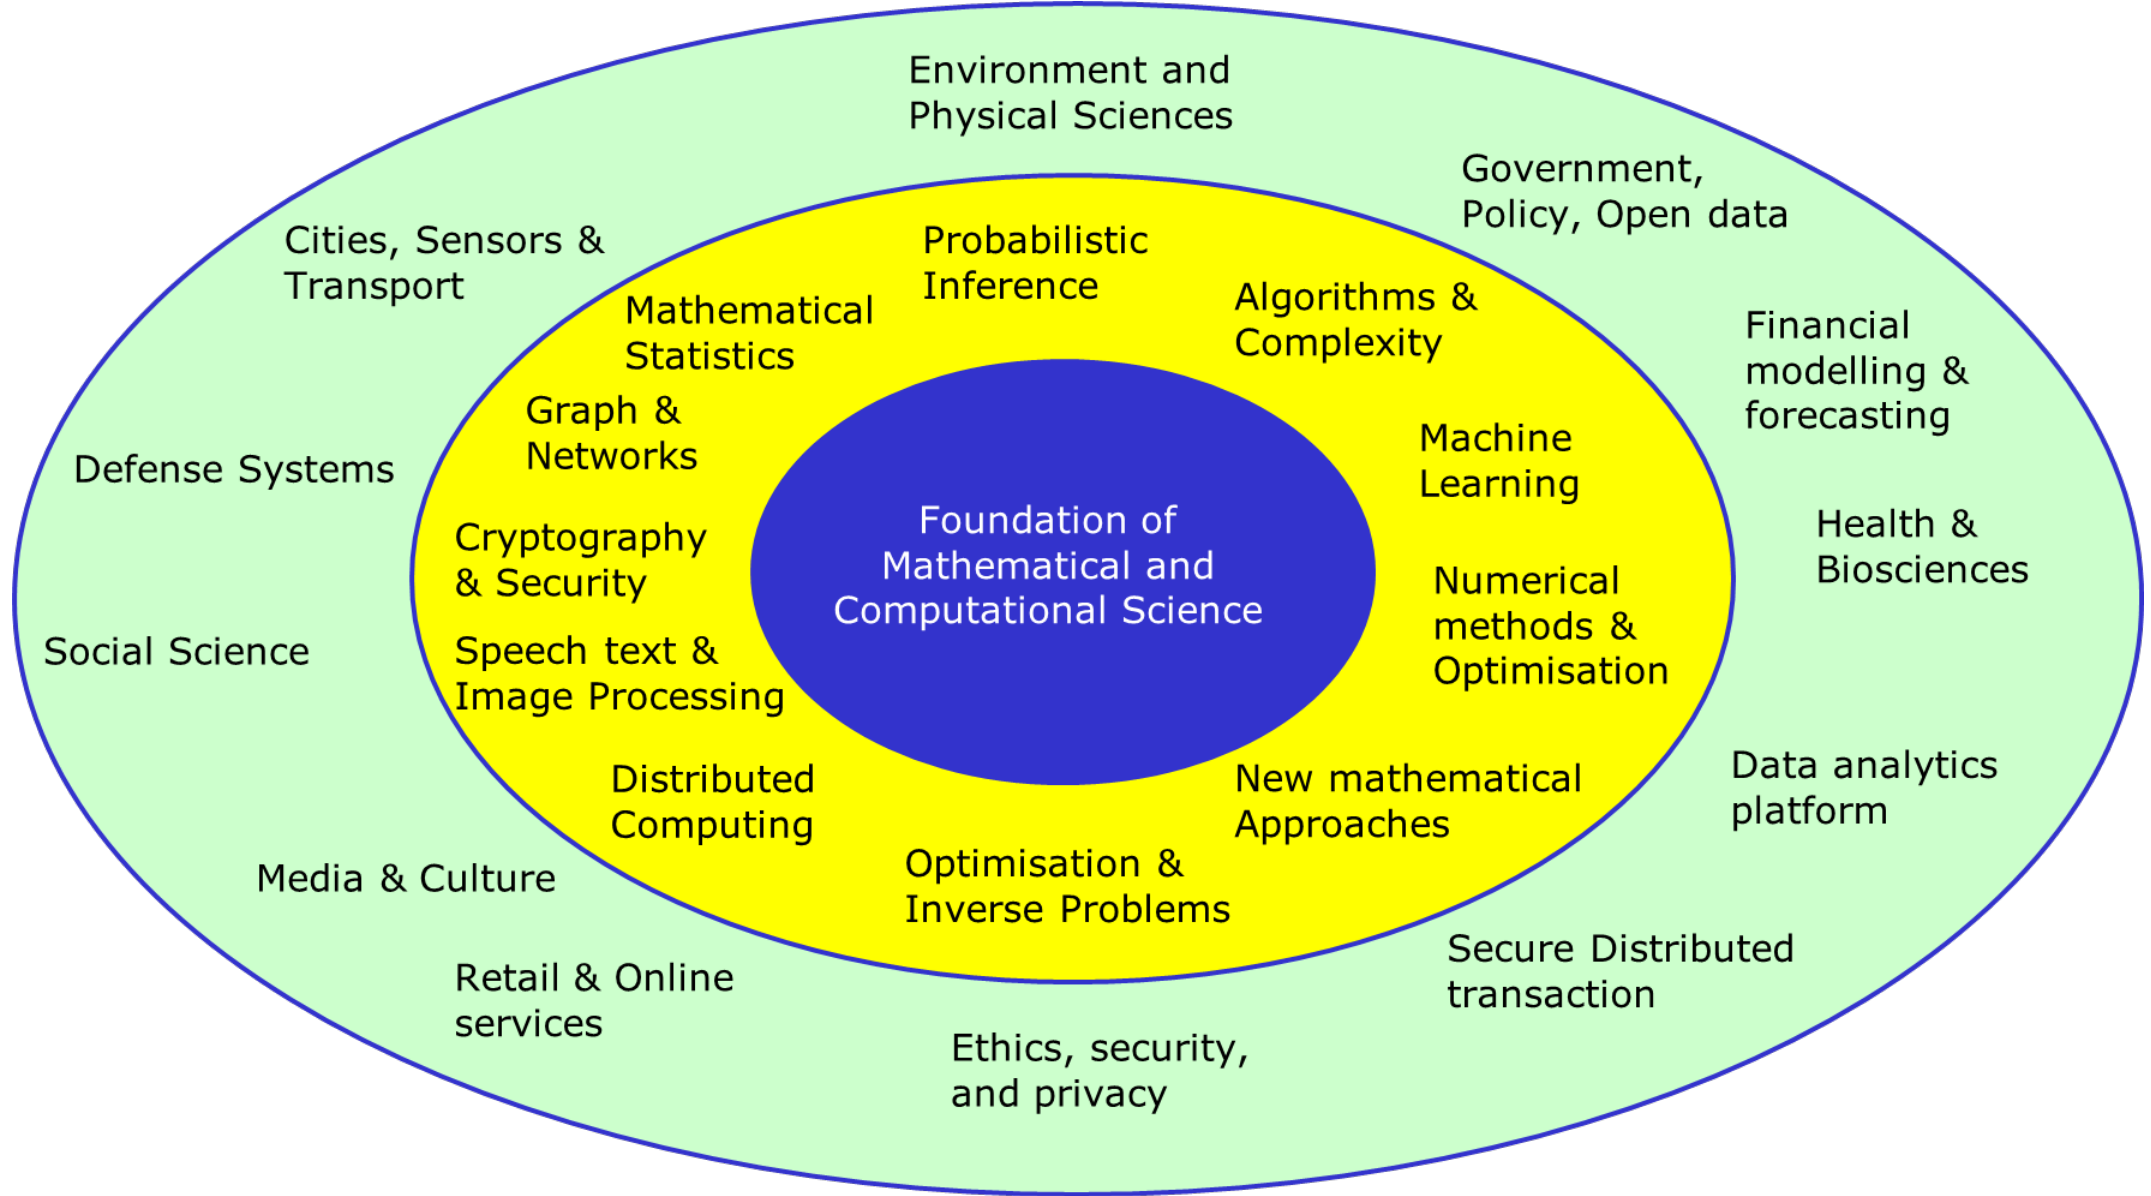 Environment and
Physical Sciences
Government,
Policy, Open data
Cities, Sensors &
Transport
Probabilistic
Inference
Mathematical
Statistics
Algorithms &
Complexity
Financial
modelling &
forecasting
Graph &
Networks
Machine
Learning
Defense Systems
Cryptography
& Security
Foundation of
Mathematical and
Computational Science
Health &
Biosciences
Numerical
methods &
Optimisation
Social Science
Speech text &
Image Processing
Distributed
Computing
New mathematical
Approaches
Data analytics
platform
Media & Culture
Optimisation &
Inverse Problems
Retail & Online
services
Secure Distributed
transaction
Ethics, security,
and privacy